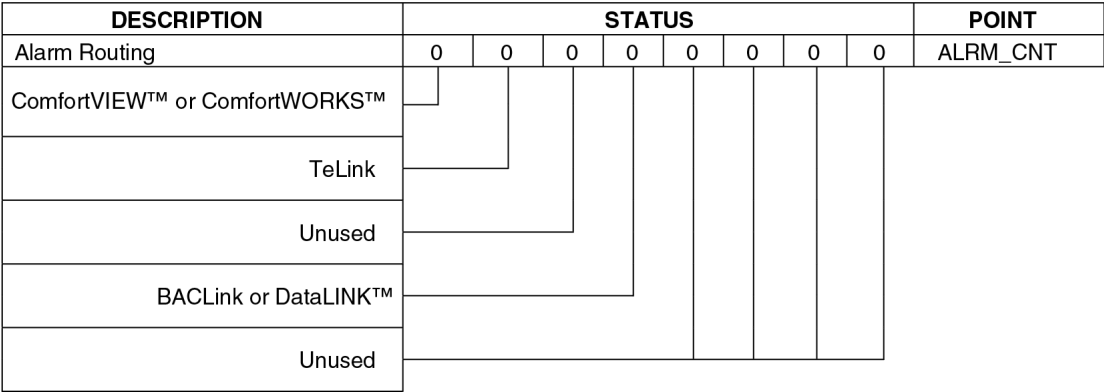 DESCRIPTION STATUS POINT
Alarm Routing 0 0 0 0 0 0 0 0 ALRM_CNT
ComfortVIEW™ or ComfortWORKS™
TeLink
Unused
BACLink or DataLINK™
Unused